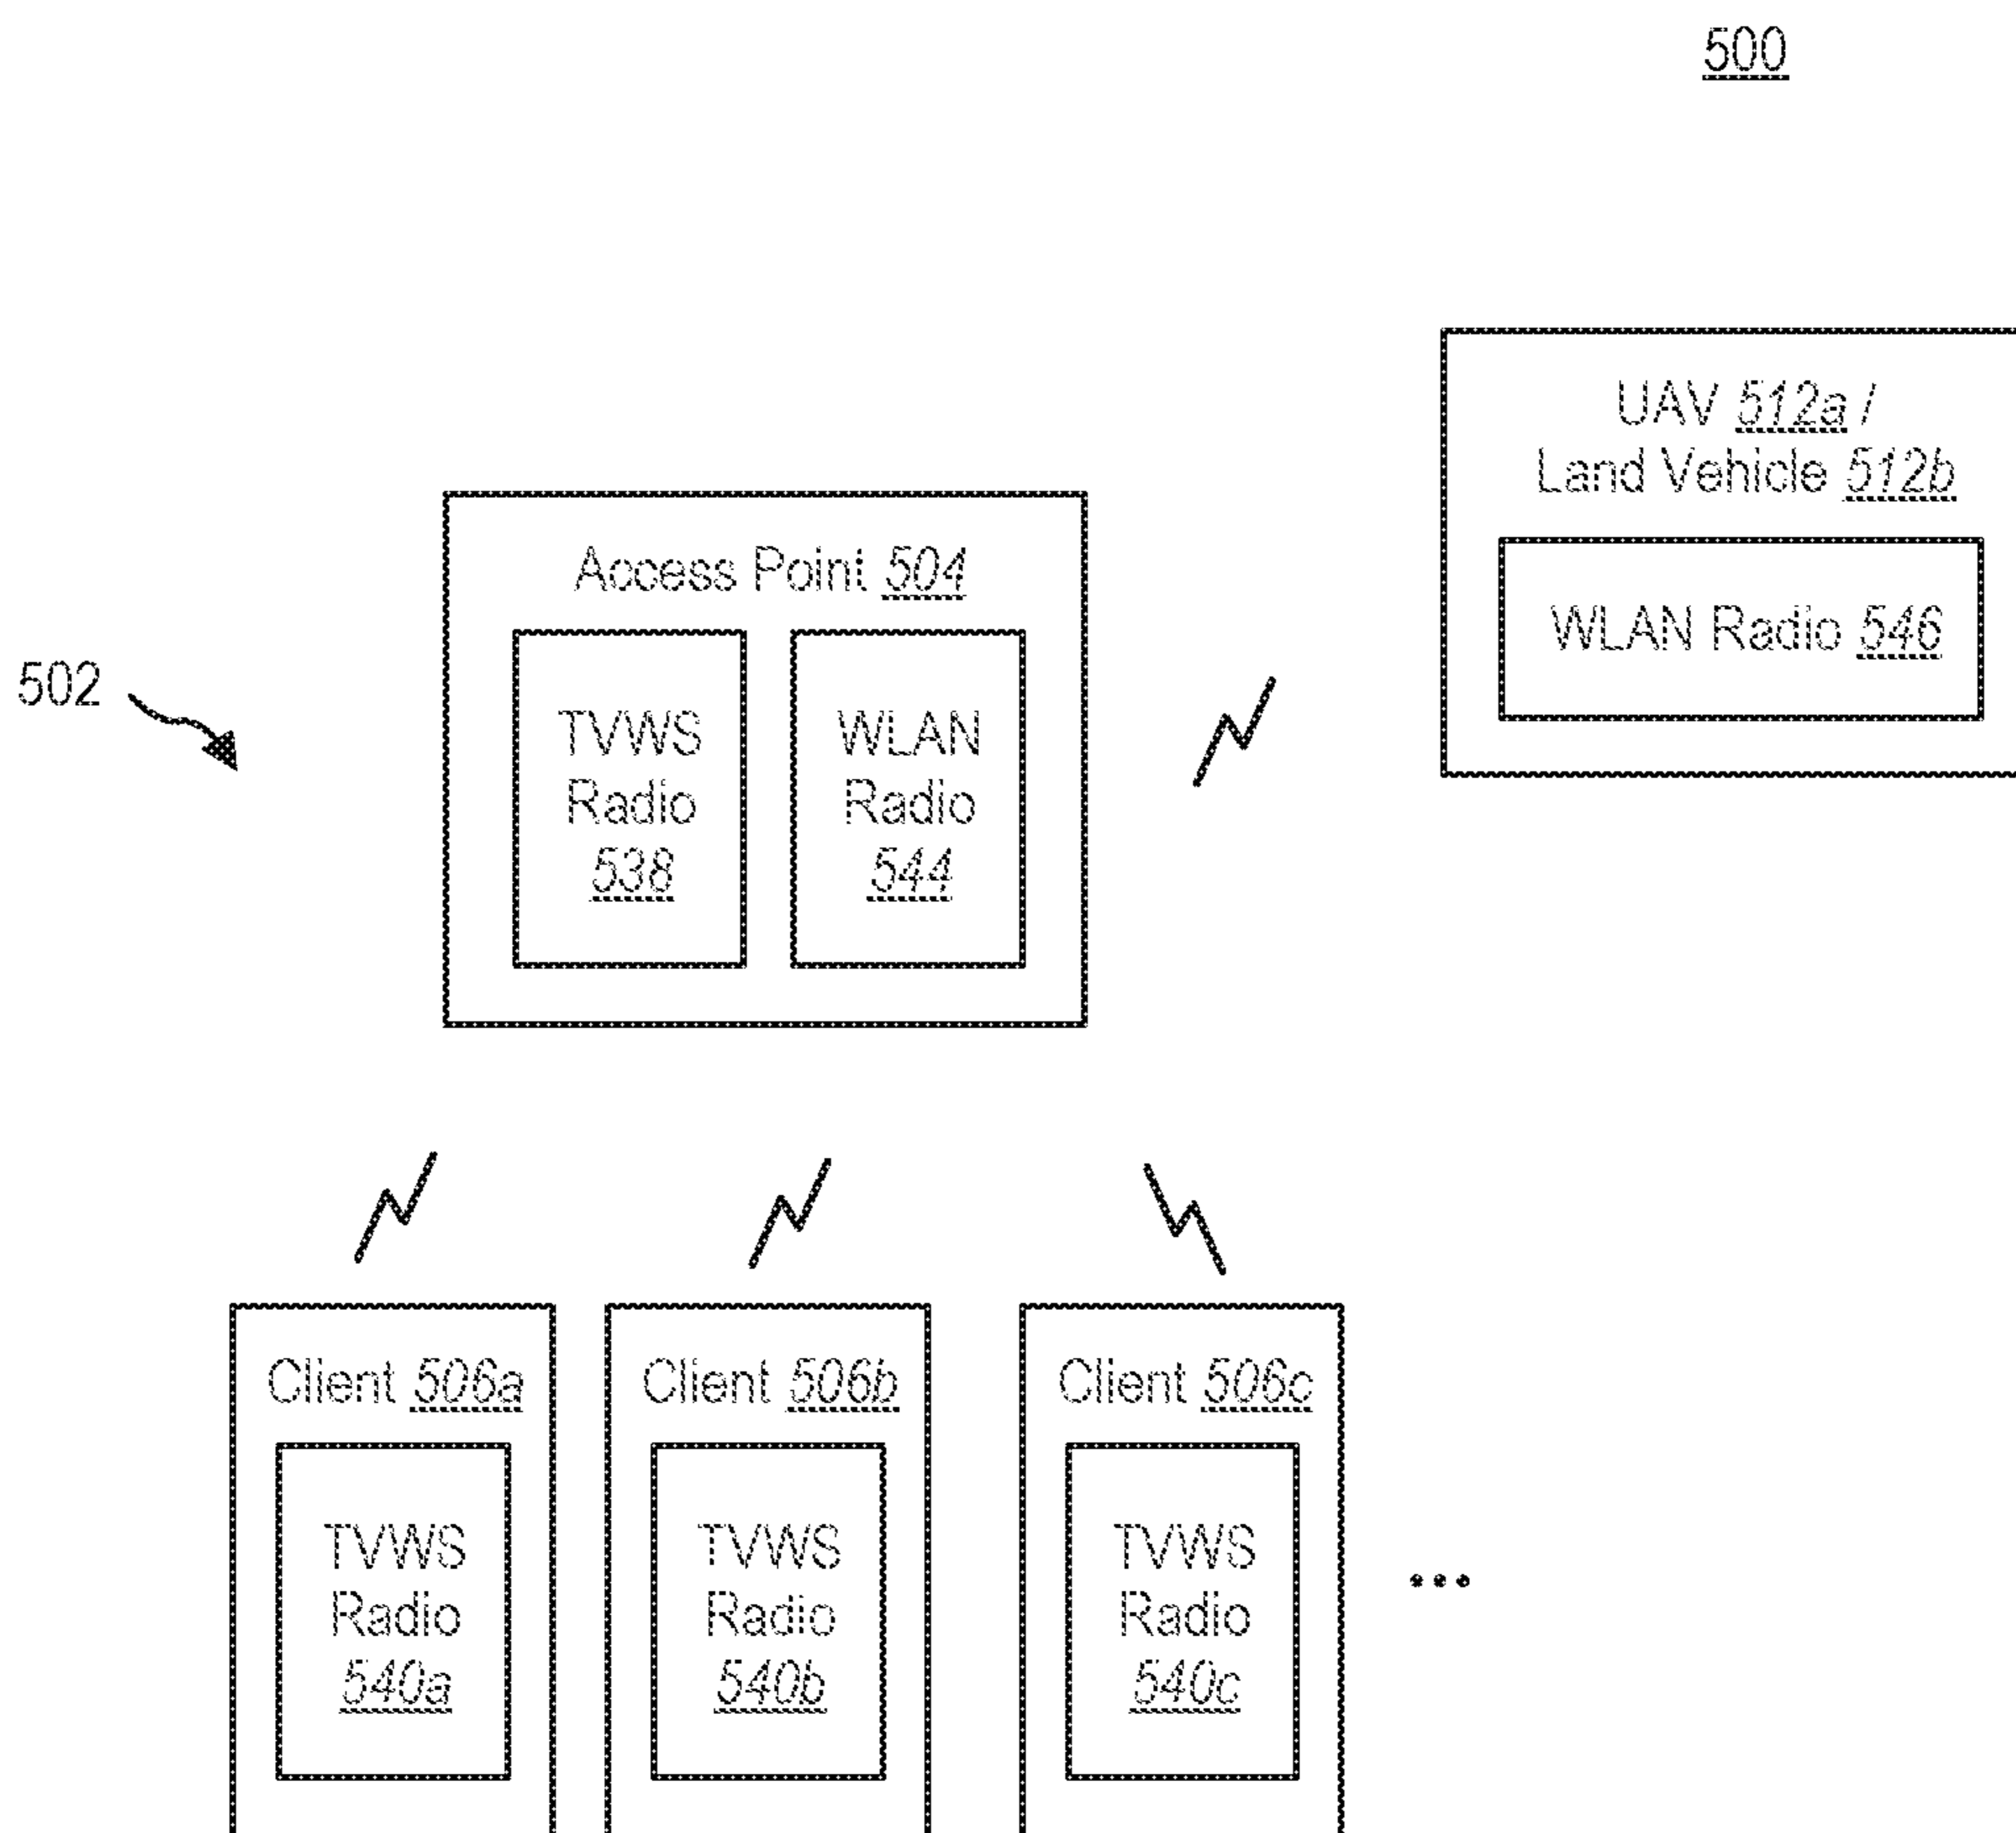 500
UAV 512a /
Land Vehicle 512b
WLAN Radio 546
Access Point 504
502
TVWS
Radio
538
WLAN
Radio
544
Client 506a
TVWS
Radio
540a
Client 506b
TVWS
Radio
540b
Client 506c
TVWS
Radio
540c
...